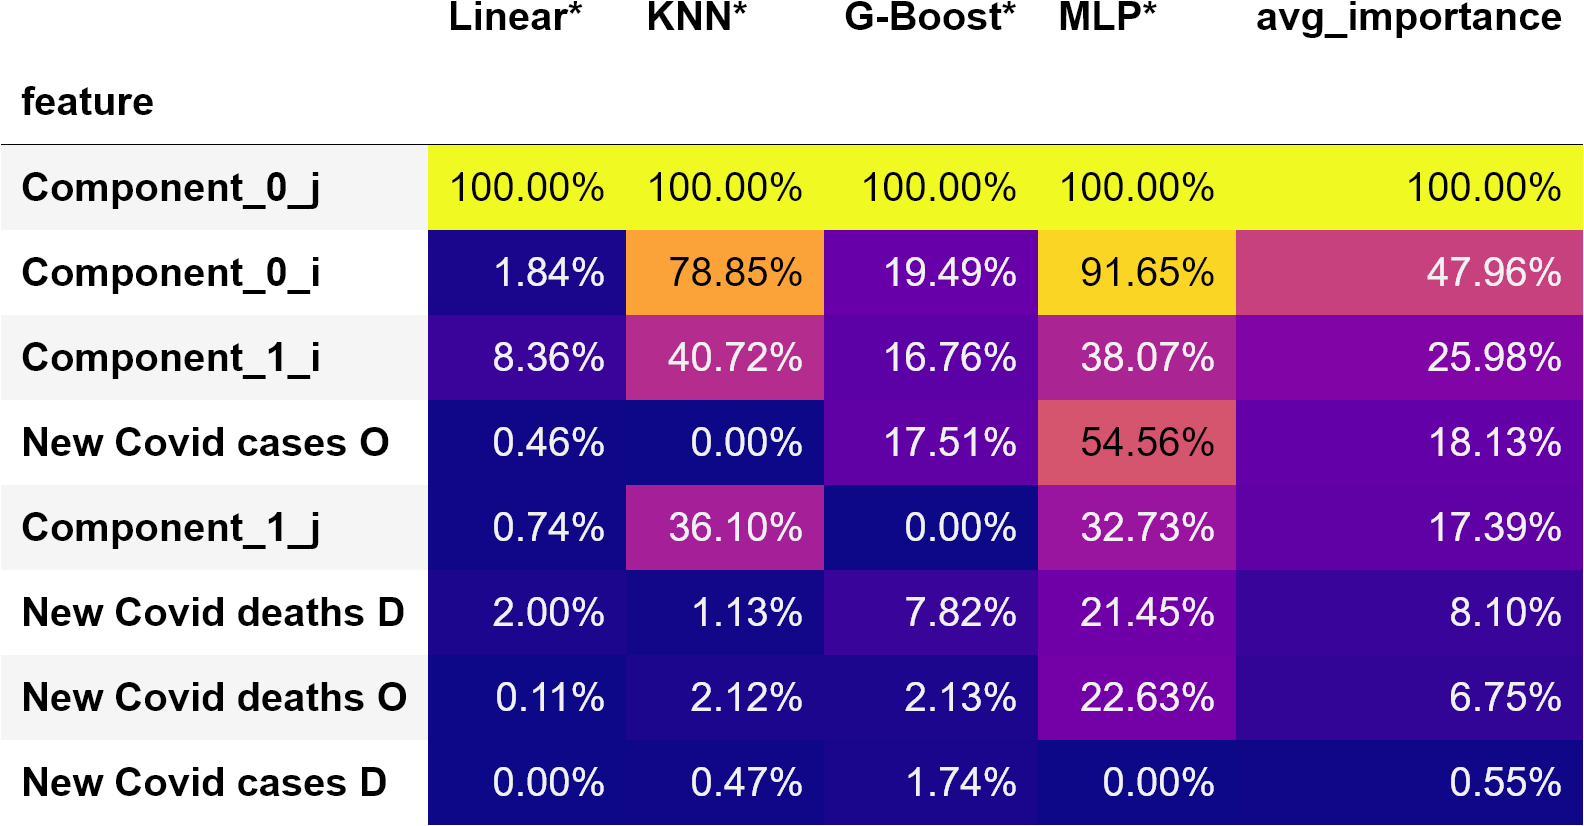 Linear* KNN* G-Boost* MLP* avg_importance
feature
Component_0_j 100.00% 100.00% 100.00% 100.00% 100.00%
Component_0_i 1.84% 78.85% 19.49% 91.65% 47.96%
Component_1_i 8.36% 40.72% 16.76% 38.07% 25.98%
New Covid cases O 0.46% 0.00% 17.51% 54.56% 18.13%
Component_1_j 0.74% 36.10% 0.00% 32.73% 17.39%
New Covid deaths D 2.00% 1.13% 7.82% 21.45% 8.10%
New Covid deaths O 0.11% 2.12% 2.13% 22.63% 6.75%
New Covid cases D 0.00% 0.47% 1.74% 0.00% 0.55%